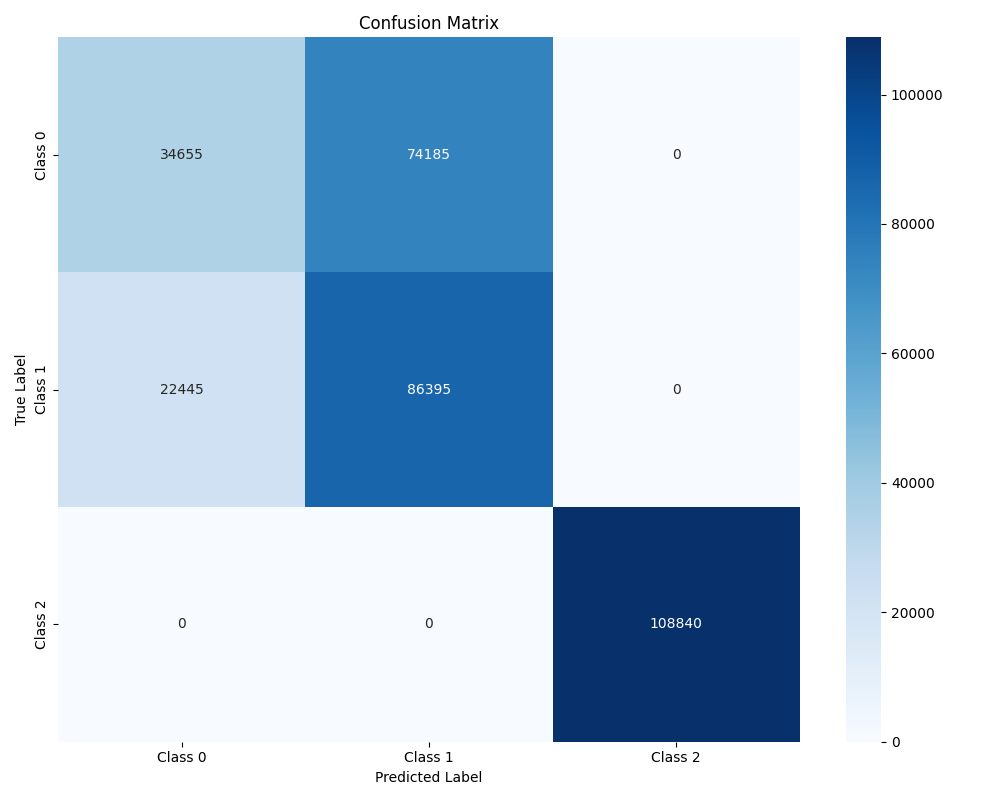 Confusion Matrix
Class 0
34655 74185 0
True Label
Class 1
22445 86395 0
Class 2
0 0 108840
Class 0 Class 1 Class 2
Predicted Label
100000
80000
60000
40000
20000
0